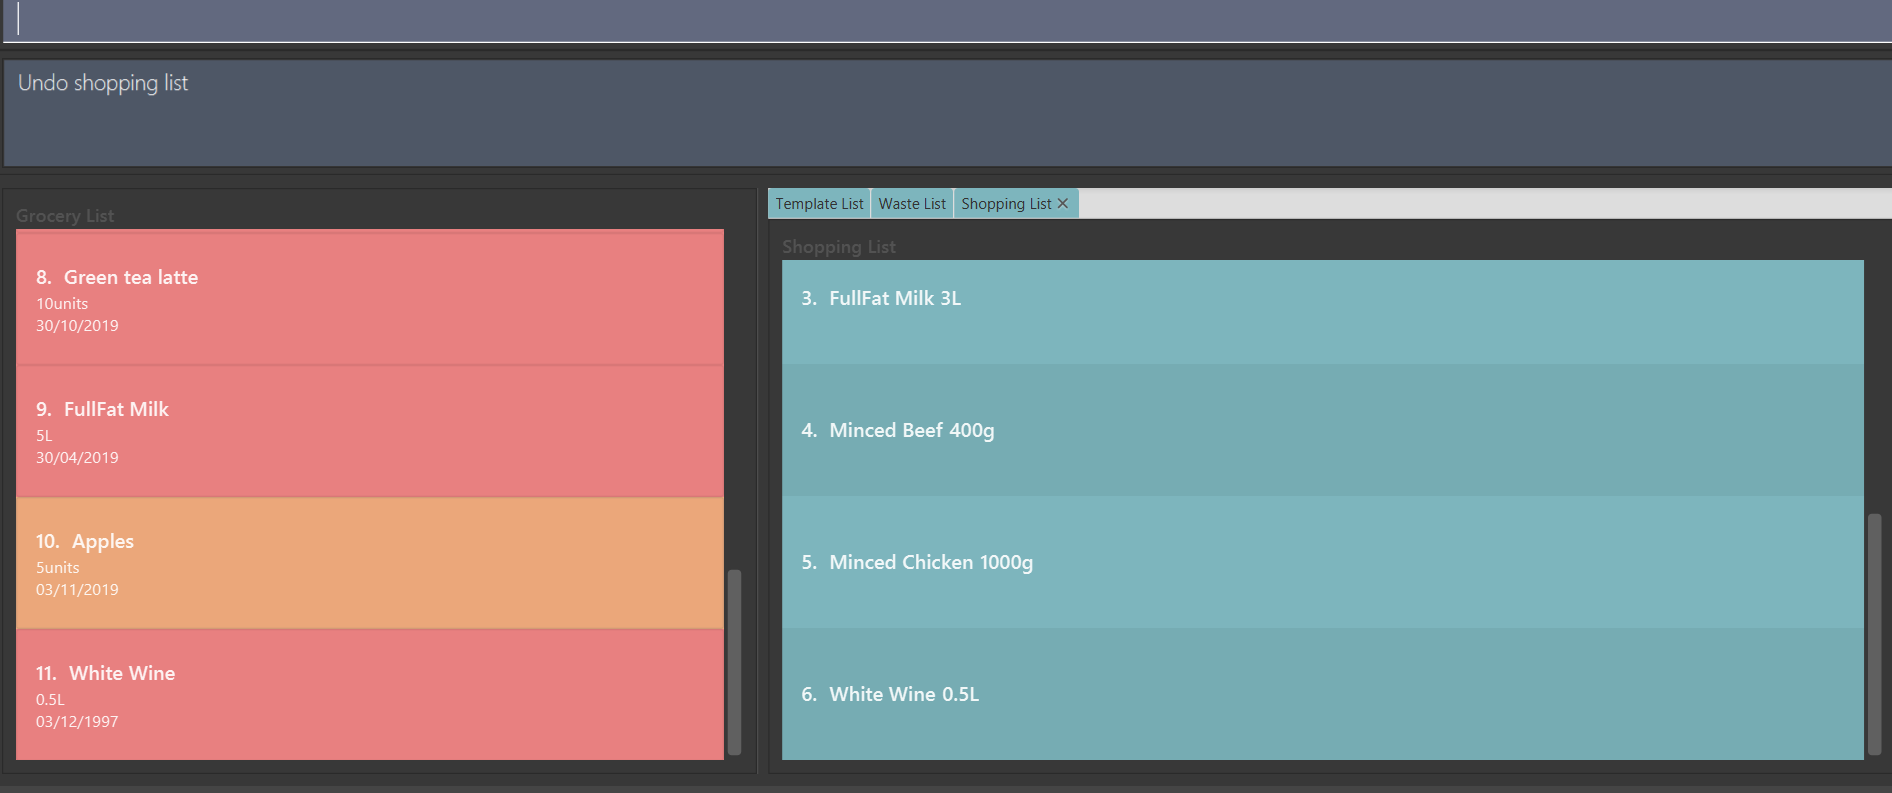 Undo shopping list
Grocery List
8. Green tea latte
10units
30/10/2019
9. FullFat Milk
5L
30/04/2019
10. Apples
5units
03/11/2019
11. White Wine
0.5L
03/12/1997
Template List Waste List Shopping List ✕
Shopping List
3. FullFat Milk 3L
4. Minced Beef 400g
5. Minced Chicken 1000g
6. White Wine 0.5L